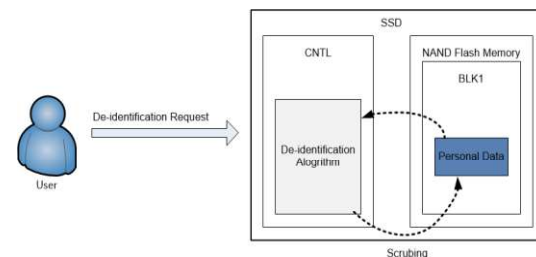 SSD
CNTL
NAND Flash Memory
BLK1
De-identification Request
De-identification
Alogrithm
Personal Data
User
Scrubing